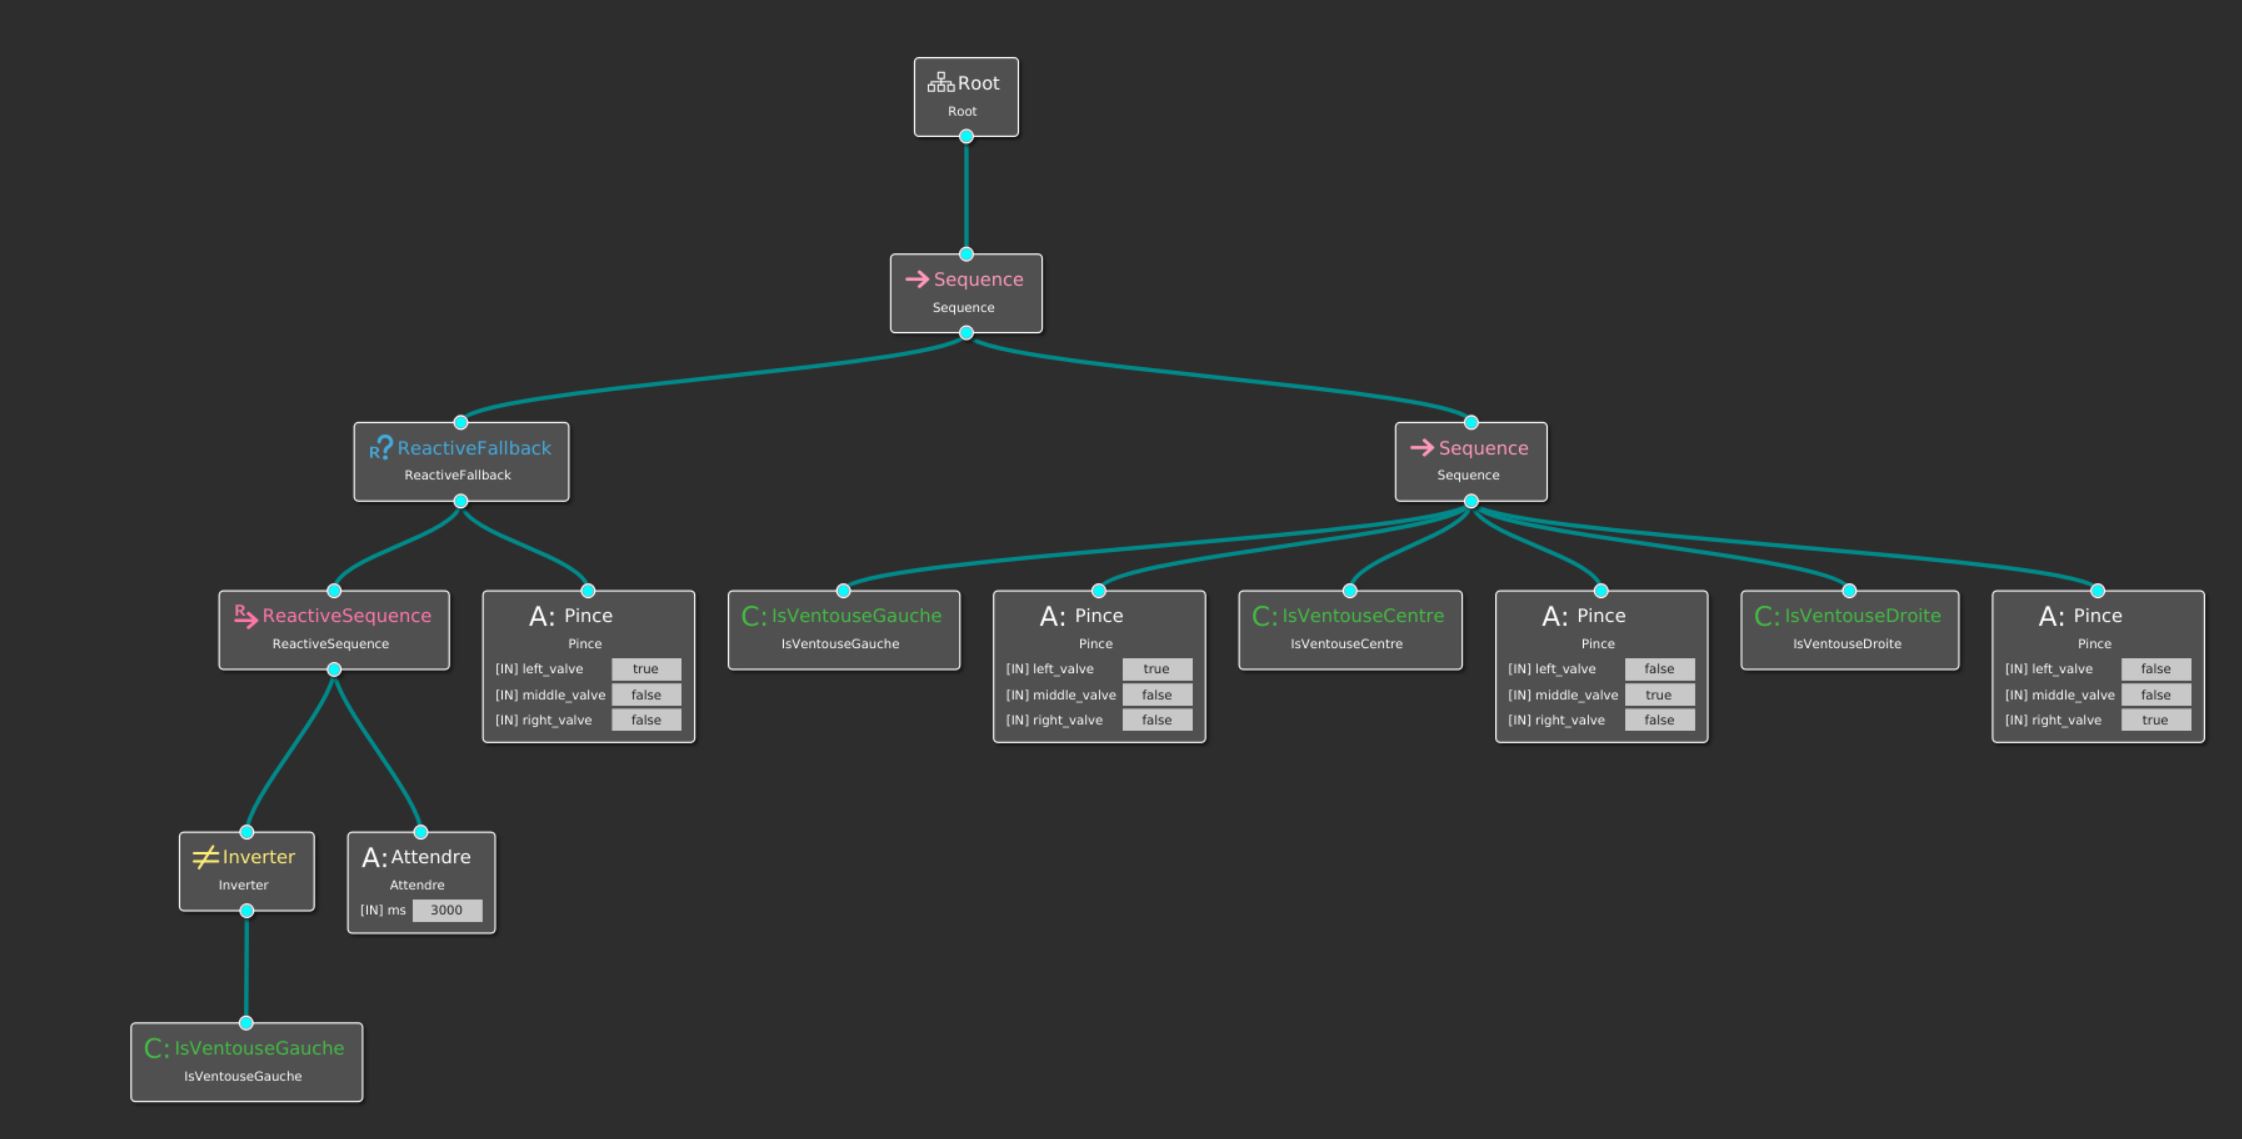 Root
Root
Sequence
Sequence
R? ReactiveFallback
ReactiveFallback
Sequence
Sequence
R ReactiveSequence
ReactiveSequence
A: Pince
Pince
[IN] left_valve true
[IN] middle_valve false
[IN] right_valve false
C: IsVentouseGauche
IsVentouseGauche
A: Pince
Pince
[IN] left_valve true
[IN] middle_valve false
[IN] right_valve false
C: IsVentouseCentre
IsVentouseCentre
A: Pince
Pince
[IN] left_valve false
[IN] middle_valve true
[IN] right_valve false
C: IsVentouseDroite
IsVentouseDroite
A: Pince
Pince
[IN] left_valve false
[IN] middle_valve false
[IN] right_valve true
Inverter
Inverter
A: Attendre
Attendre
[IN] ms 3000
C: IsVentouseGauche
IsVentouseGauche